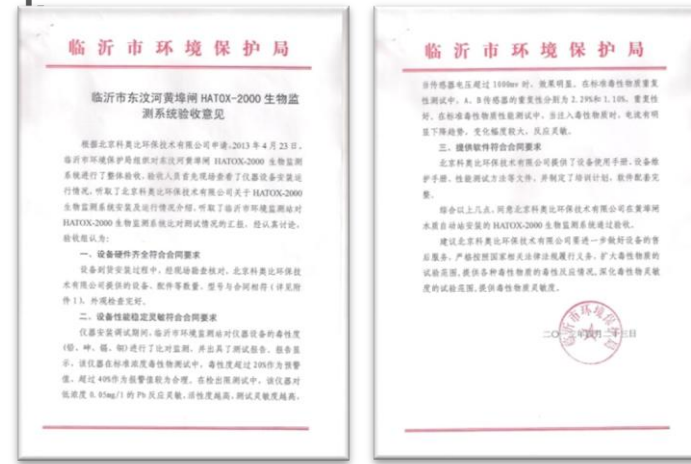 临沂市环境保护局
临沂市东汶河黄埠闸 HATOX-2000 生物监
测系统验收意见
根据北京科奥比环保技术有限公司申请,2013 年 4 月 23 日,
临沂市环境保护局组织对东汶河黄埠闸 HATOX-2000 生物监测
系统进行了整体验收。验收人员首先现场查看了仪器设备安装运
行情况,听取了北京科奥比环保技术有限公司关于 HATOX-2000
生物监测系统安装及运行情况介绍,听取了临沂市环境监测站对
HATOX-2000 生物监测系统比对测试情况的汇报。经认真讨论,
验收组认为:
一、设备硬件齐全符合合同要求
设备到货安装过程中,经现场验查核对,北京科奥比环保技
术有限公司提供的设备、配件等数量、型号与合同相符(详见附
件 1),外观检查完好。
二、设备性能稳定灵敏符合合同要求
仪器安装调试期间,临沂市环境监测站对仪器设备的毒性度
(铅、砷、镉、铜)进行了比对监测,并出具了测试报告。报告显
示,该仪器在标准浓度毒性物测试中,毒性度超过 20%作为预警
值,超过 40%作为报警值较为合理。在检出限测试中,该仪器对
低浓度 0.05mg/l 的 Pb 反应灵敏,活性度越高,测试灵敏度越高,
临沂市环境保护局
当传感器电压超过 1000mv 时,效果明显。在标准毒性物质重复
性测试中,A、B传感器的重复性分别为 2.29%和 1.10%,重复性
好。在标准毒性物质性能测试中,当注入毒性物质时,电流有明
显下降趋势,变化幅度较大,反应灵敏。
三、提供软件符合合同要求
北京科奥比环保技术有限公司提供了设备使用手册、设备维
护手册、性能测试方法等文件,并制定了培训计划,软件配套完
整。
综合以上几点,同意北京科奥比环保技术有限公司在黄埠闸
水质自动站安装的 HATOX-2000 生物监测系统通过验收。
建议北京科奥比环保技术有限公司要进一步做好设备的售
后服务,严格按照国家相关法律法规履行义务,扩大毒性物质的
试验范围,提供各种毒性物质的毒性反应情况,深化毒性物灵敏
度的试验范围,提供毒性物质灵敏度。
二〇一三年四月二十三日